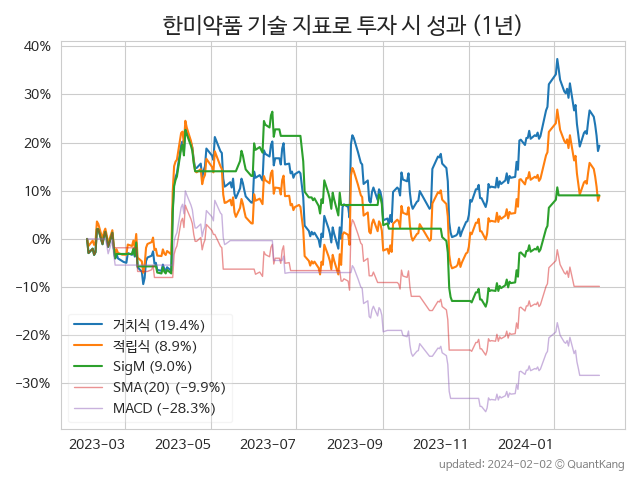 한미약품 기술 지표로 투자 시 성과 (1년)
40%
30%
20%
10%
0%
−10%
−20%
−30%
거치식 (19.4%)
적립식 (8.9%)
SigM (9.0%)
SMA(20) (−9.9%)
MACD (−28.3%)
2023-03 2023-05 2023-07 2023-09 2023-11 2024-01
updated: 2024-02-02 © QuantKang